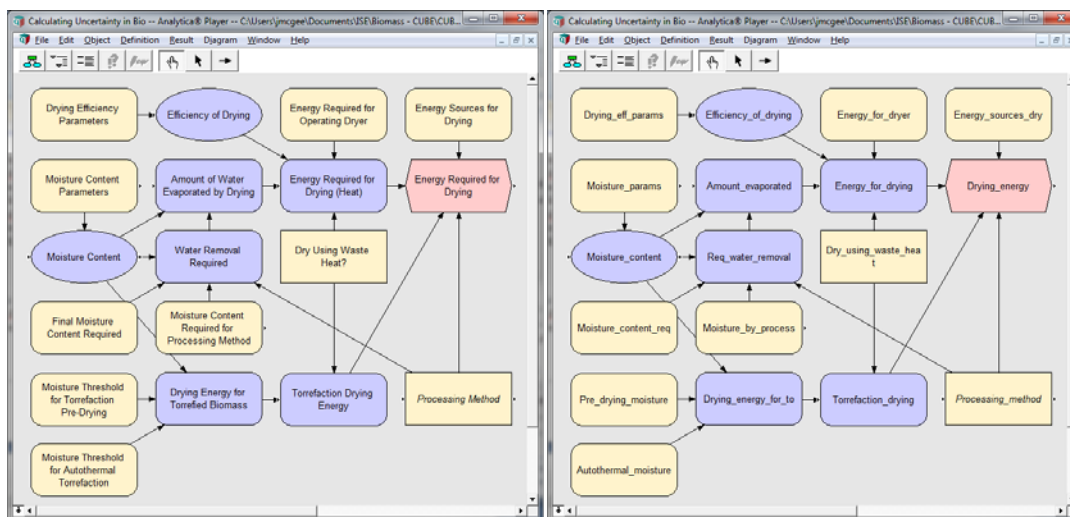 Calculating Uncertainty in Bio -- Analytica® Player -- C:\Users\jmcgee\Documents\ISE\Biomass - CUBE\CUB...
File Edit Object Definition Result Diagram Window Help
Drying Efficiency
Parameters
Efficiency of Drying
Energy Required for
Operating Dryer
Energy Sources for
Drying
Moisture Content
Parameters
Amount of Water
Evaporated by Drying
Energy Required for
Drying (Heat)
Energy Required for
Drying
Moisture Content
Water Removal
Required
Dry Using Waste
Heat?
Final Moisture
Content Required
Moisture Content
Required for
Processing Method
Moisture Threshold
for Torrefaction
Pre-Drying
Drying Energy for
Torrefied Biomass
Torrefaction Drying
Energy
Processing Method
Moisture Threshold
for Autothermal
Torrefaction
Calculating Uncertainty in Bio -- Analytica® Player -- C:\Users\jmcgee\Documents\ISE\Biomass - CUBE\CUB...
File Edit Object Definition Result Diagram Window Help
Drying_eff_params
Efficiency_of_drying
Energy_for_dryer
Energy_sources_dry
Moisture_params
Amount_evaporated
Energy_for_drying
Drying_energy
Moisture_content
Req_water_removal
Dry_using_waste_hea
t
Moisture_content_req
Moisture_by_process
Pre_drying_moisture
Drying_energy_for_to
Torrefaction_drying
Processing_method
Autothermal_moisture